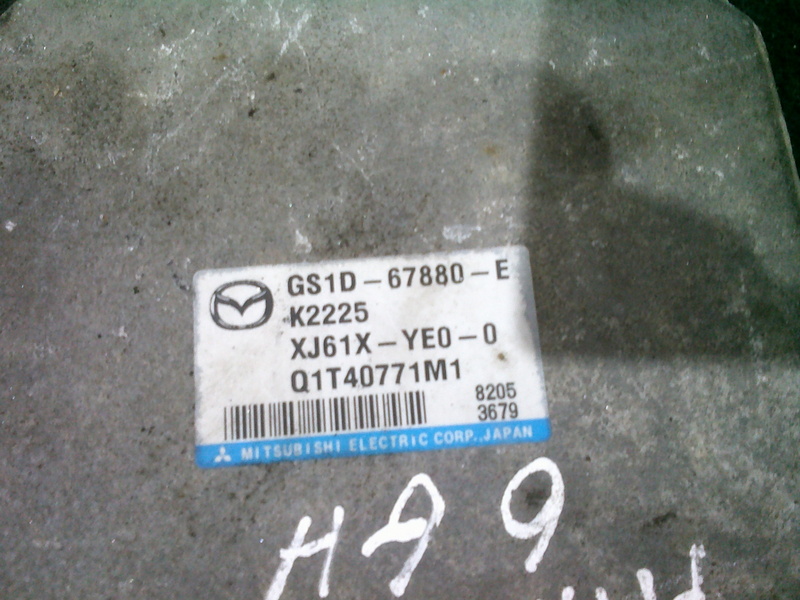 GS1D-67880-E
K2225
XJ61X-YE0-0
Q1T40771M1
8205
3679
MITSUBISHI ELECTRIC CORP., JAPAN